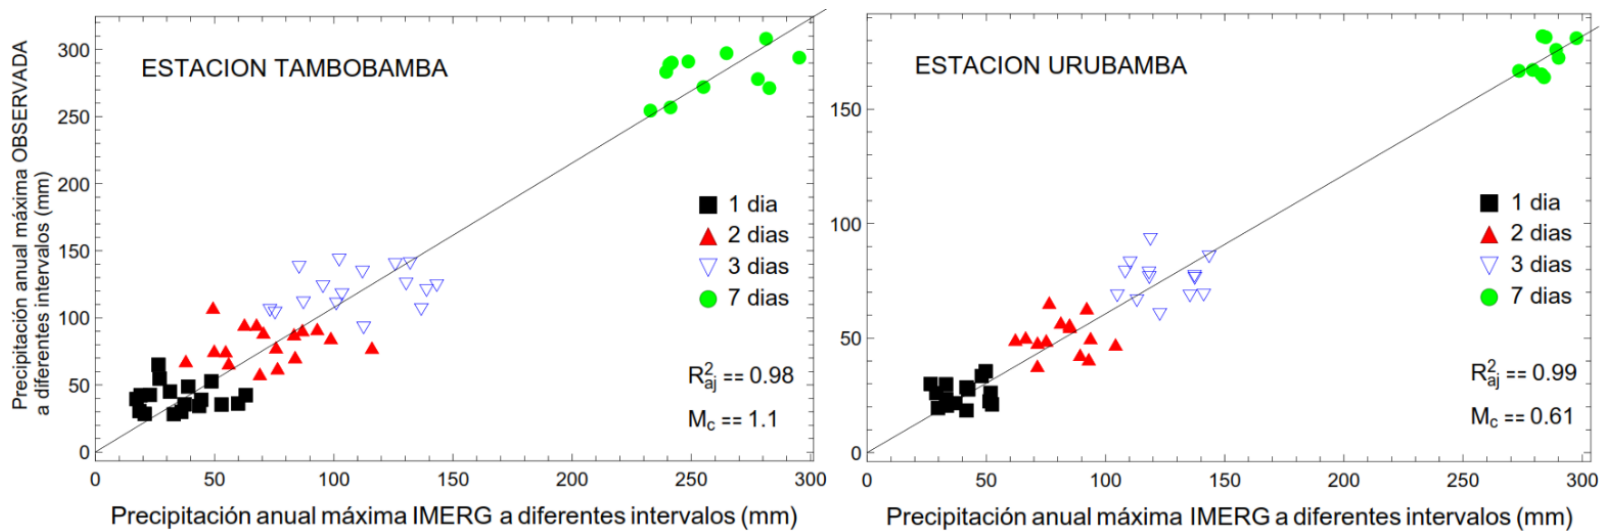 Precipitación anual máxima OBSERVADA
a diferentes intervalos (mm)
300
250
200
150
100
50
0
ESTACION TAMBOBAMBA
1 dia
2 dias
3 dias
7 dias
R²aj == 0.98
Mc == 1.1
0 50 100 150 200 250 300
Precipitación anual máxima IMERG a diferentes intervalos (mm)
150
100
50
0
ESTACION URUBAMBA
1 dia
2 dias
3 dias
7 dias
R²aj == 0.99
Mc == 0.61
0 50 100 150 200 250 300
Precipitación anual máxima IMERG a diferentes intervalos (mm)